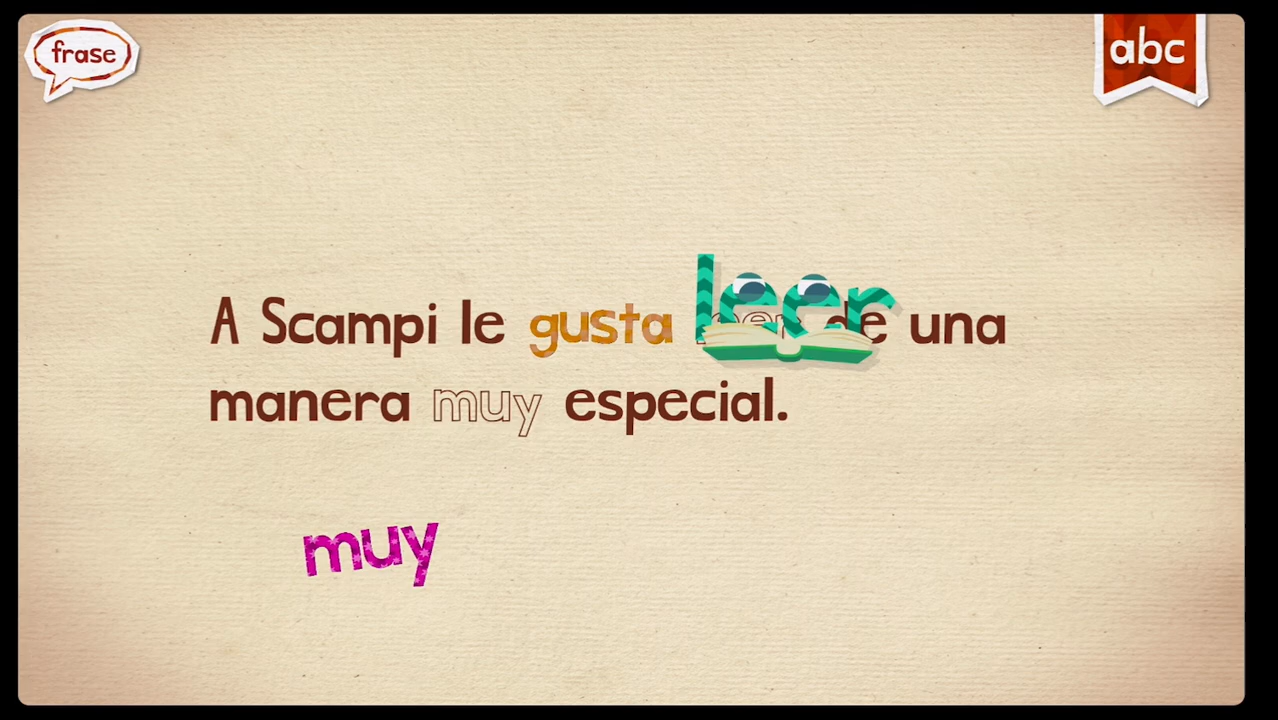 frase
abc
A Scampi le gusta leer de una
manera muy especial.
muy